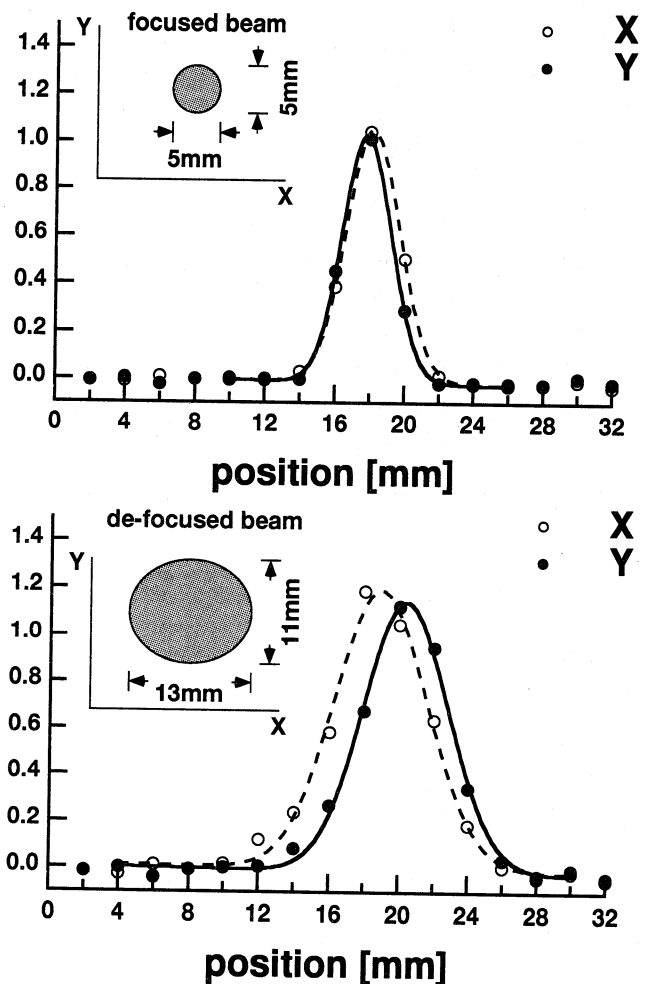 focused beam
Y
X
5mm
5mm
X
Y
1.4
1.2
1.0
0.8
0.6
0.4
0.2
0.0
0 4 8 12 16 20 24 28 32
position [mm]
de-focused beam
Y
X
11mm
13mm
X
Y
1.4
1.2
1.0
0.8
0.6
0.4
0.2
0.0
0 4 8 12 16 20 24 28 32
position [mm]